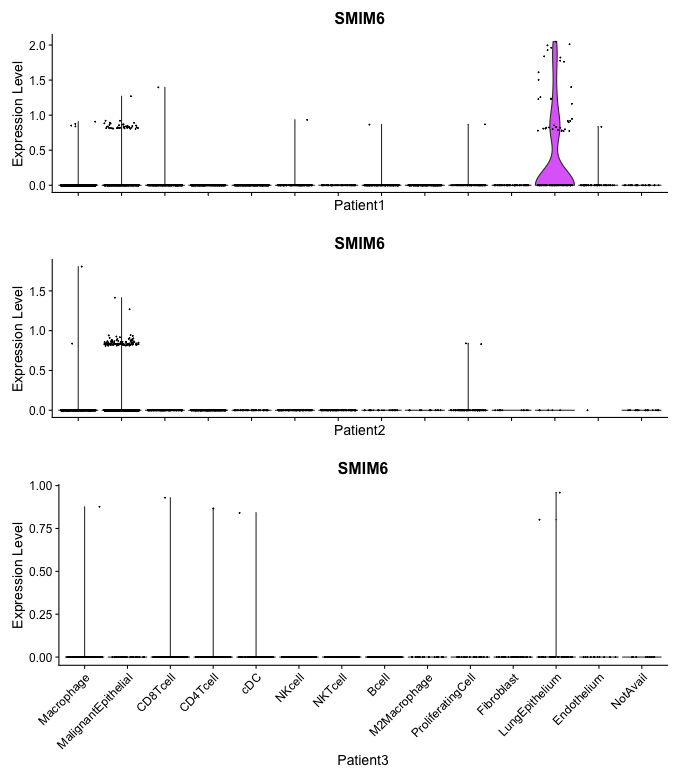 SMIM6
Expression Level
2.0
1.5
1.0
0.5
0.0
Patient1
SMIM6
Expression Level
1.5
1.0
0.5
0.0
Patient2
SMIM6
Expression Level
1.00
0.75
0.50
0.25
0.00
Macrophage
MalignantEpithelial
CD8Tcell
CD4Tcell
cDC
NKcell
NKTcell
Bcell
M2Macrophage
ProliferatingCell
Fibroblast
LungEpithelium
Endothelium
NotAvail
Patient3